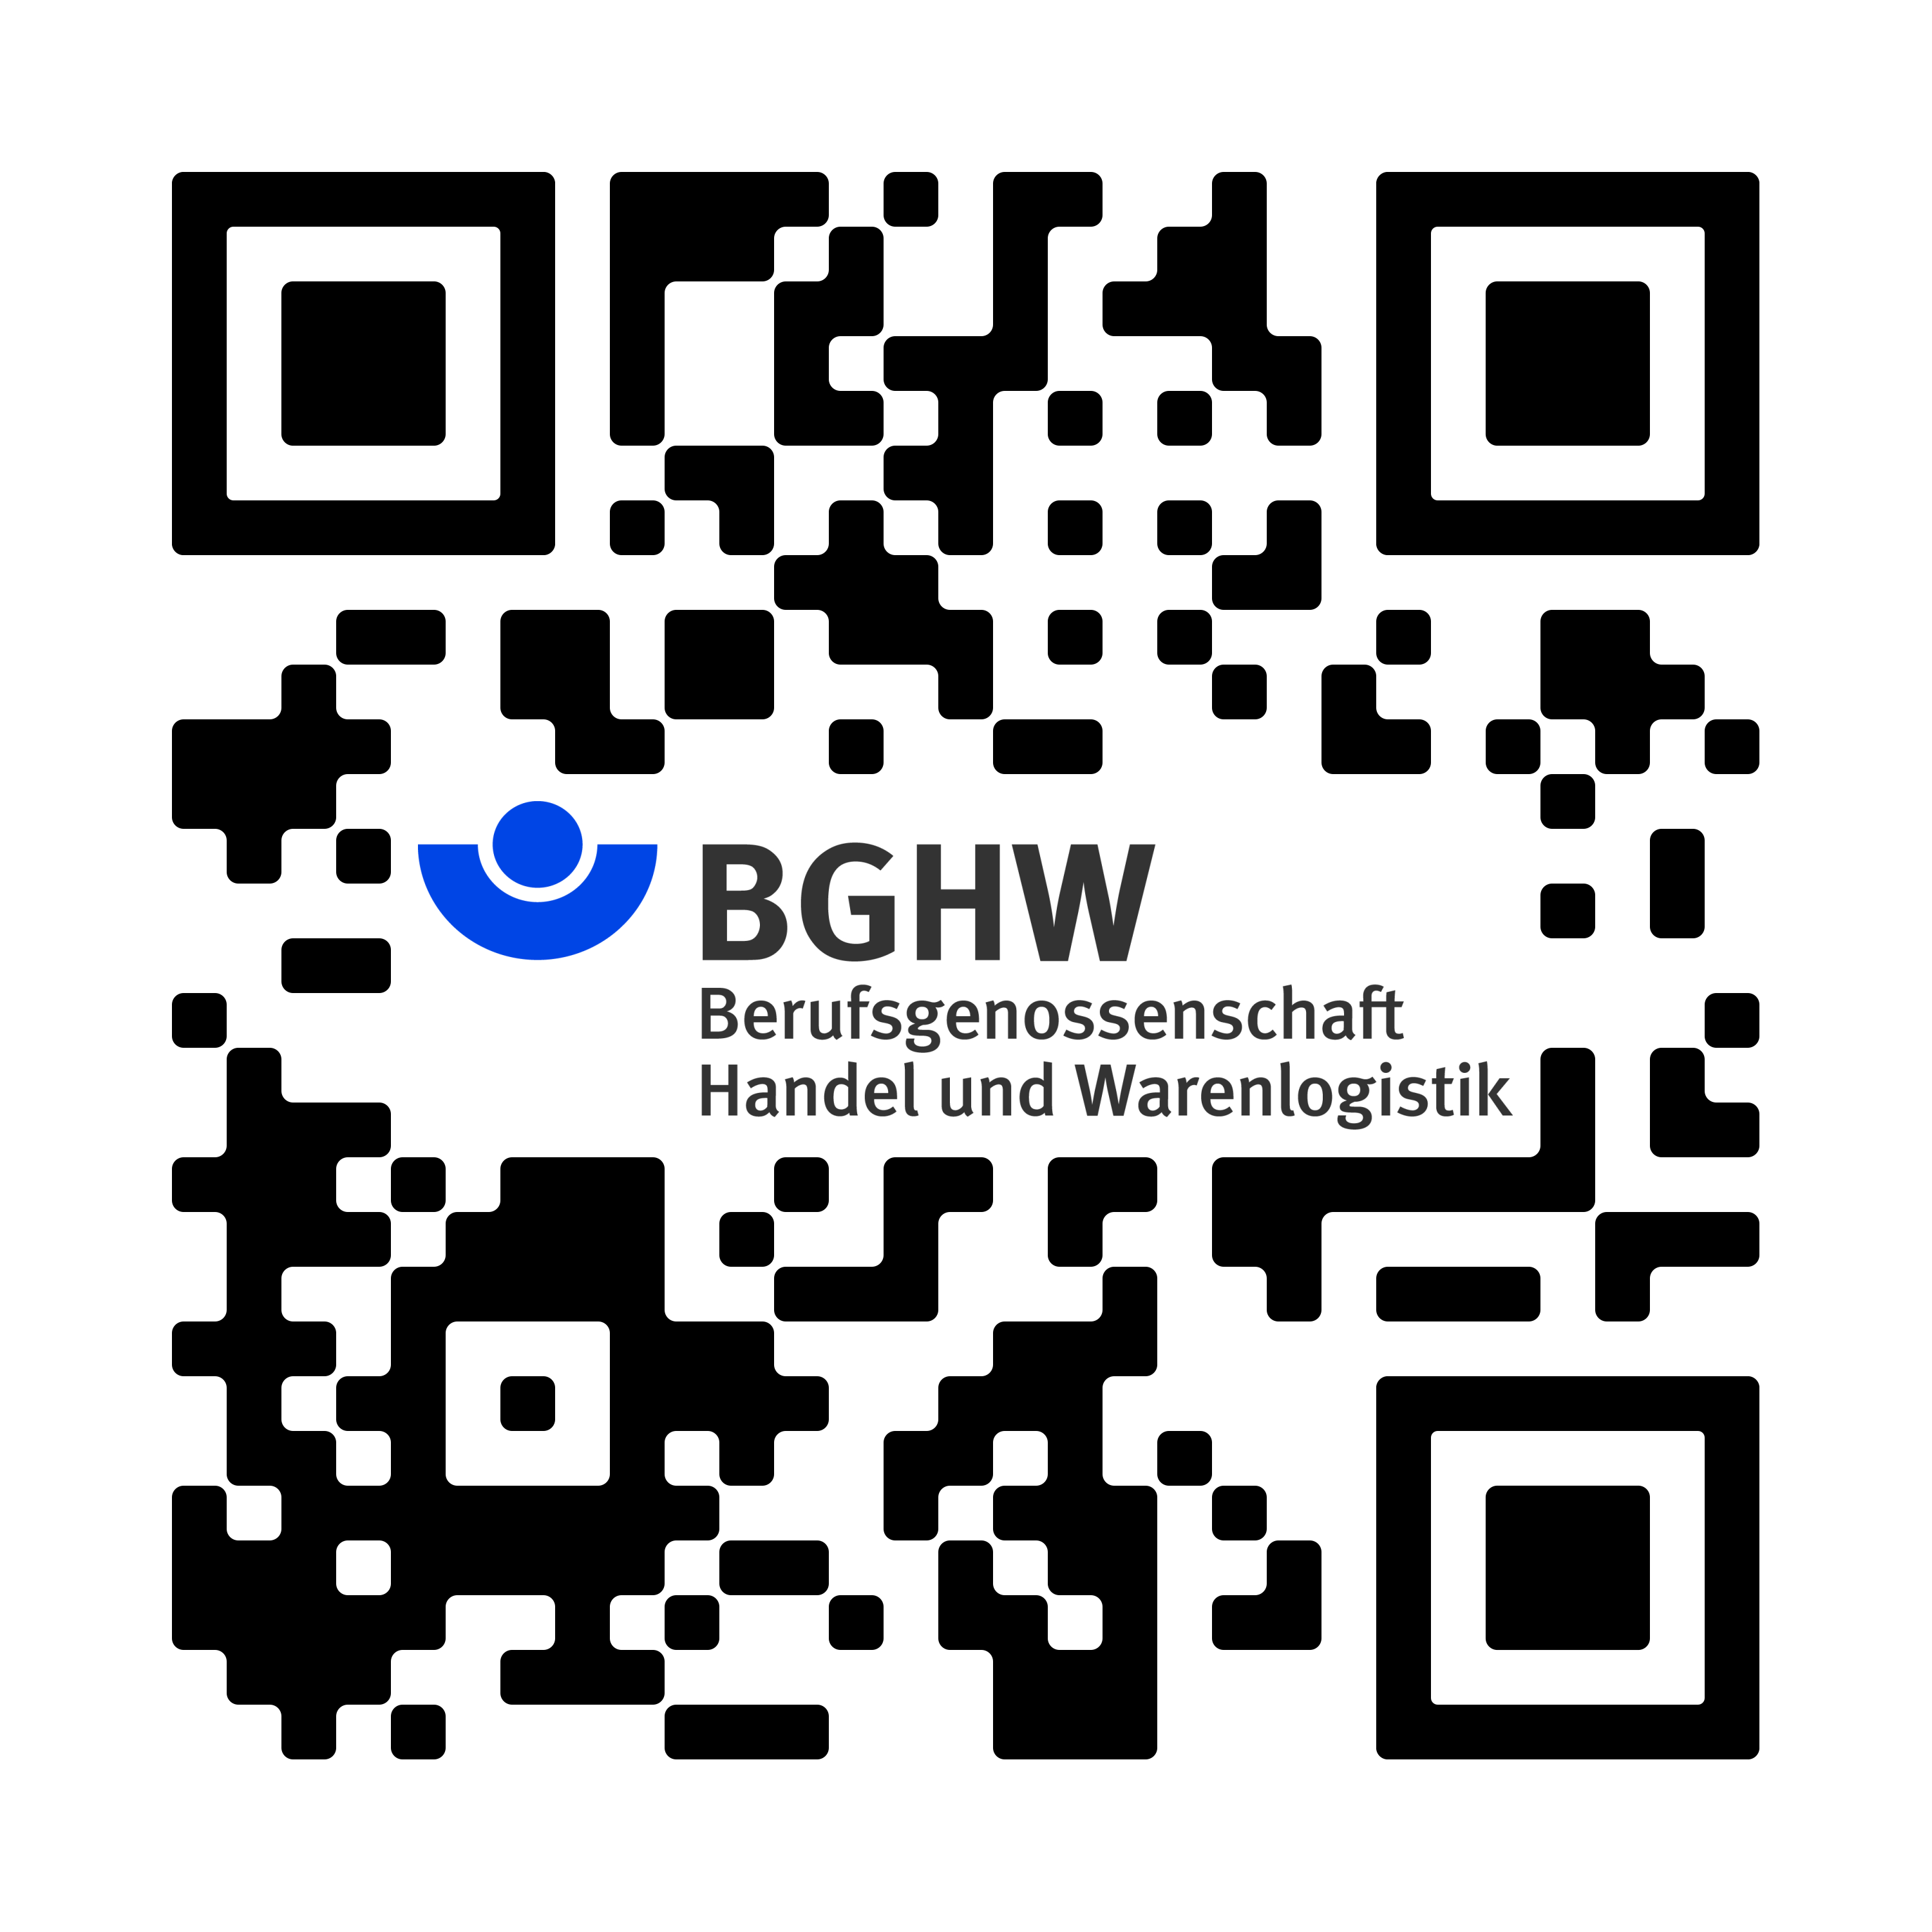 BGHW
Berufsgenossenschaft
Handel und Warenlogistik